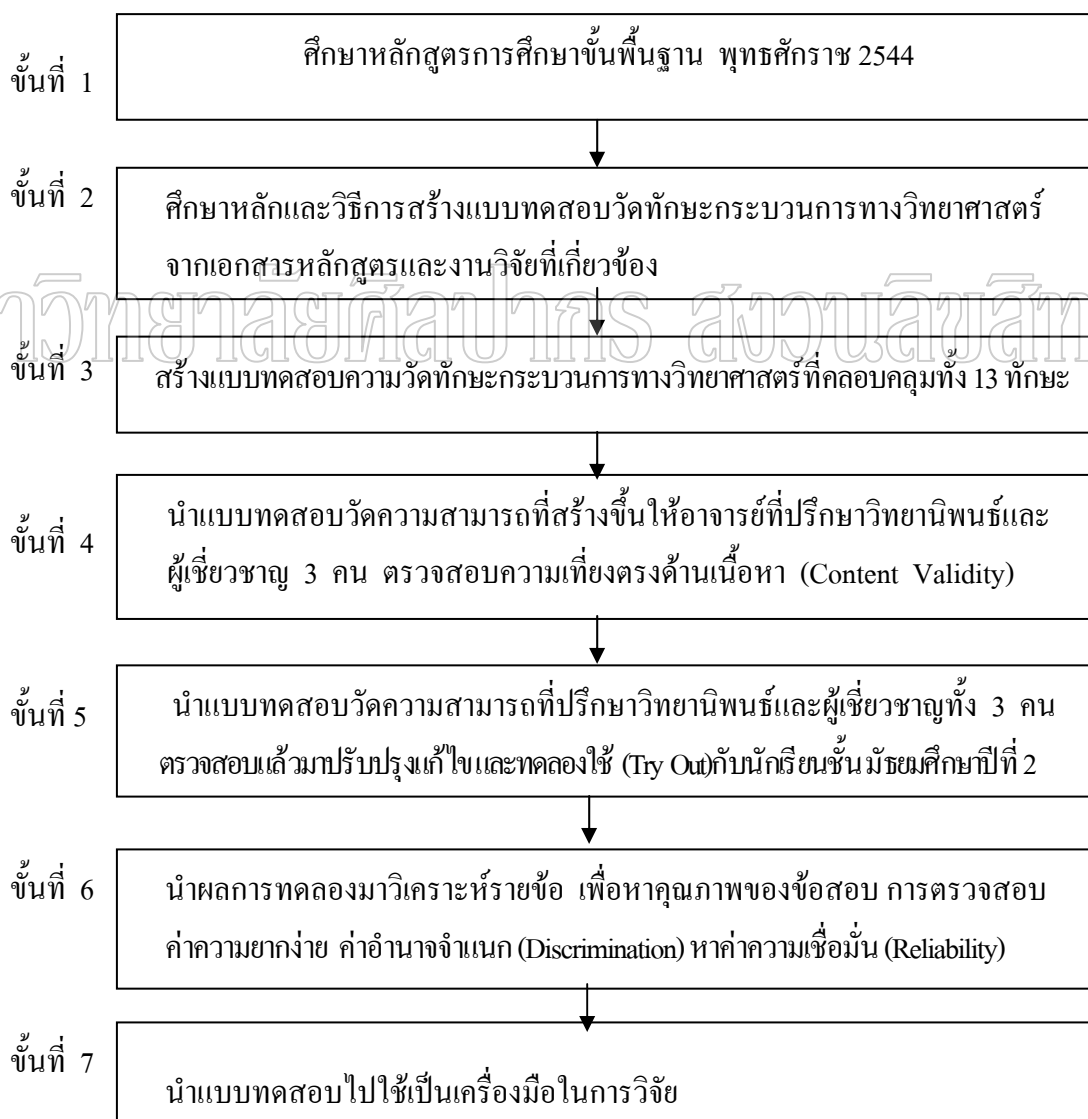 ขั้นที่ 1
ศึกษาหลักสูตรการศึกษาขั้นพื้นฐาน พุทธศักราช 2544
ขั้นที่ 2
ศึกษาหลักและวิธีการสร้างแบบทดสอบวัดทักษะกระบวนการทางวิทยาศาสตร์
จากเอกสารหลักสูตรและงานวิจัยที่เกี่ยวข้อง
าวิทยาลัยศิลปากร สงวนลิขสิท
ขั้นที่ 3
สร้างแบบทดสอบความวัดทักษะกระบวนการทางวิทยาศาสตร์ที่คลอบคลุมทั้ง 13 ทักษะ
ขั้นที่ 4
นำแบบทดสอบวัดความสามารถที่สร้างขึ้นให้อาจารย์ที่ปรึกษาวิทยานิพนธ์และ
ผู้เชี่ยวชาญ 3 คน ตรวจสอบความเที่ยงตรงด้านเนื้อหา (Content Validity)
ขั้นที่ 5
นำแบบทดสอบวัดความสามารถที่ปรึกษาวิทยานิพนธ์และผู้เชี่ยวชาญทั้ง 3 คน
ตรวจสอบแล้วมาปรับปรุงแก้ไขและทดลองใช้ (Try Out)กับนักเรียนชั้นมัธยมศึกษาปีที่ 2
ขั้นที่ 6
นำผลการทดลองมาวิเคราะห์รายข้อ เพื่อหาคุณภาพของข้อสอบ การตรวจสอบ
ค่าความยากง่าย ค่าอำนาจจำแนก (Discrimination) หาค่าความเชื่อมั่น (Reliability)
ขั้นที่ 7
นำแบบทดสอบไปใช้เป็นเครื่องมือในการวิจัย